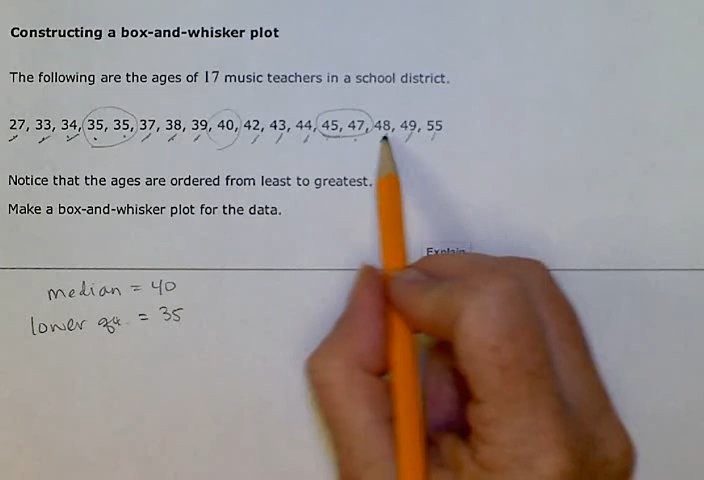 Constructing a box-and-whisker plot
The following are the ages of 17 music teachers in a school district.
27, 33, 34, 35, 35, 37, 38, 39, 40, 42, 43, 44, 45, 47, 48, 49, 55
Notice that the ages are ordered from least to greatest.
Make a box-and-whisker plot for the data.
Explain
median = 40
lower qu. = 35